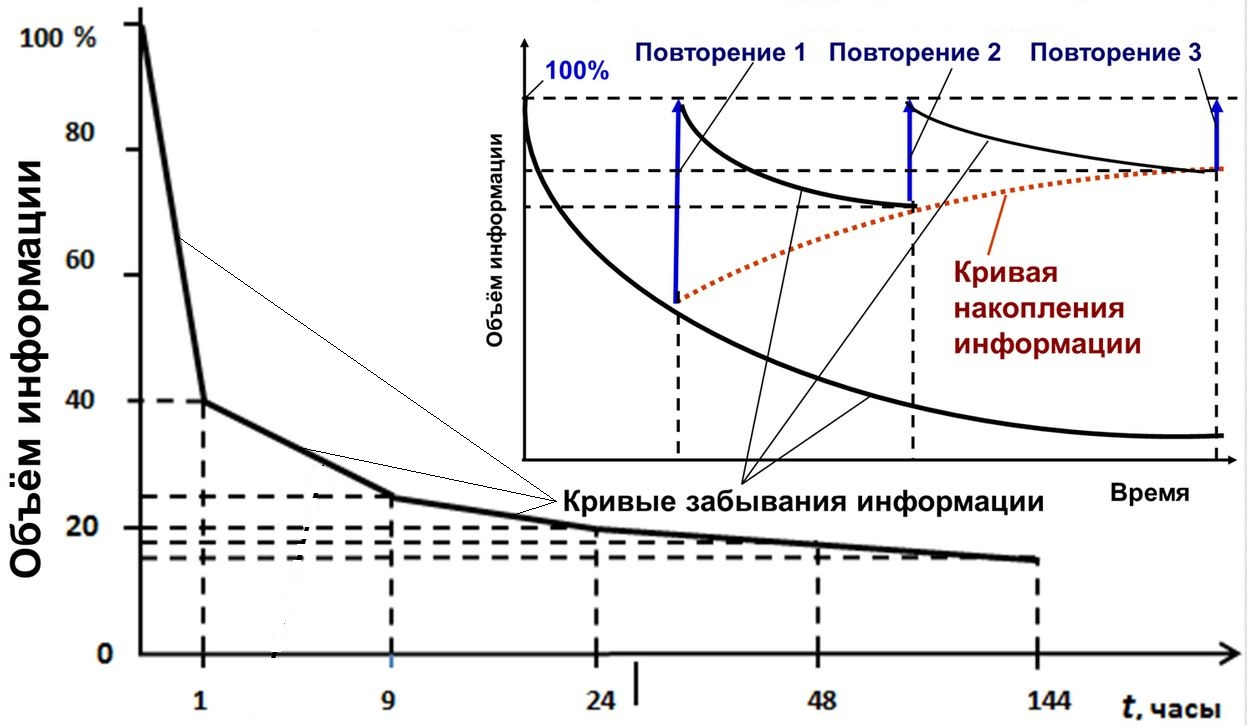 100 %
80
60
40
20
0
Объём информации
1
9
24
48
144
t, часы
100%
Повторение 1
Повторение 2
Повторение 3
Объём информации
Кривая
накопления
информации
Кривые забывания информации
Время